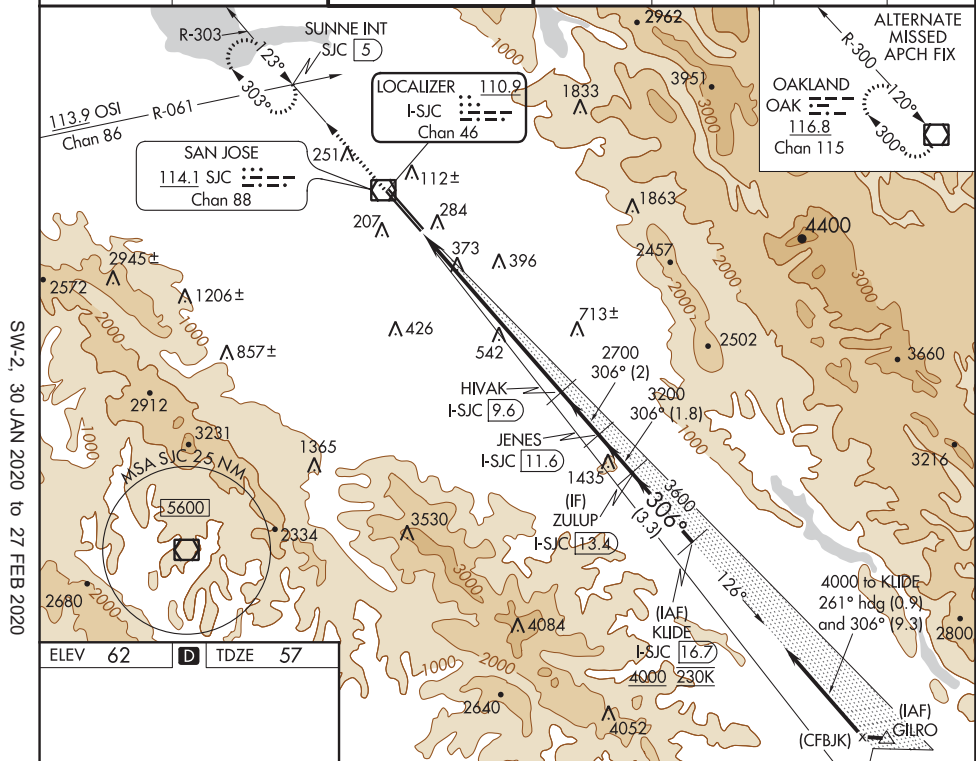 R-303
123°
303°
SUNNE INT
SJC 5
113.9 OSI
Chan 86
R-061
LOCALIZER 110.9
I-SJC
Chan 46
SAN JOSE
114.1 SJC
Chan 88
ALTERNATE
MISSED
APCH FIX
R-300
120°
300°
OAKLAND
OAK
116.8
Chan 115
1000
2962
3951
3000
1833
251
112±
207
284
373
396
1863
2000
2457
4400
3000
2945±
2572
2000
1206±
1000
857±
426
542
713±
2000
2502
3660
HIVAK
I-SJC 9.6
2700
306° (2)
3200
306° (1.8)
JENES
I-SJC 11.6
1435
1000
(IF)
ZULUP
I-SJC 13.4
3600
306°
(3.3)
2912
3231
1000
1365
3216
MSA SJC 25 NM
5600
2334
2680
2000
3530
3000
4084
1000
2000
2640
4052
126°
(IAF)
KLIDE
I-SJC 16.7
4000 230K
4000 to KLIDE
261° hdg (0.9)
and 306° (9.3)
2800
(IAF)
GILRO
(CFBJK)
1000
ELEV 62 D TDZE 57
SW-2, 30 JAN 2020 to 27 FEB 2020